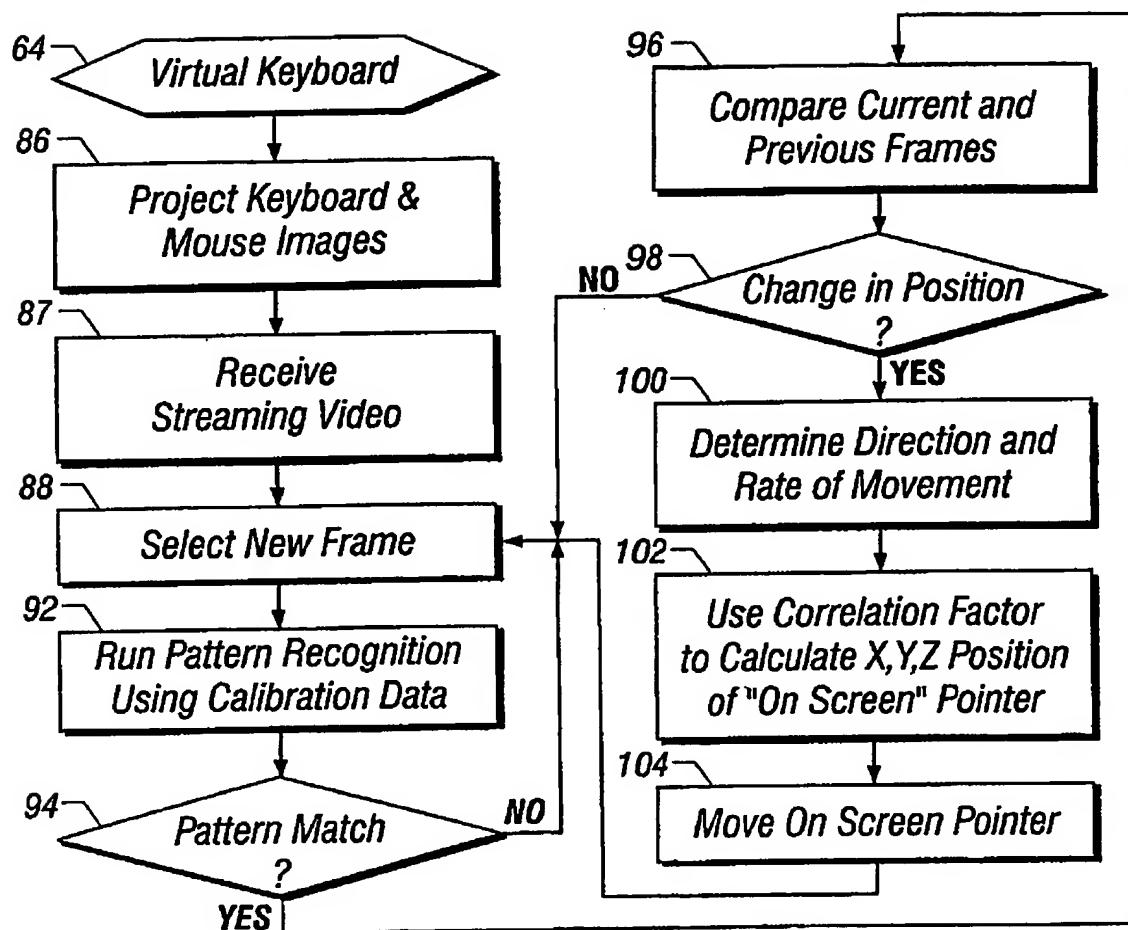 64
Virtual Keyboard
86
Project Keyboard &
Mouse Images
87
Receive
Streaming Video
88
Select New Frame
92
Run Pattern Recognition
Using Calibration Data
94
Pattern Match
?
NO
YES
96
Compare Current and
Previous Frames
98
Change in Position
?
NO
YES
100
Determine Direction and
Rate of Movement
102
Use Correlation Factor
to Calculate X,Y,Z Position
of "On Screen" Pointer
104
Move On Screen Pointer